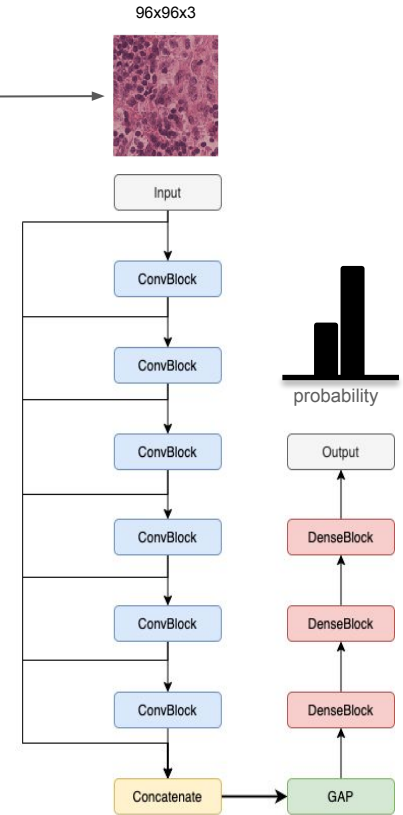 96x96x3
Input
ConvBlock
ConvBlock
ConvBlock
ConvBlock
ConvBlock
ConvBlock
Concatenate
GAP
DenseBlock
DenseBlock
DenseBlock
Output
probability